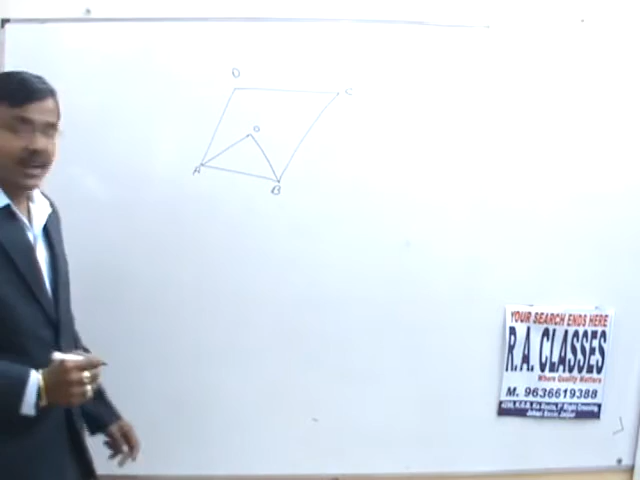 D
C
O
A
B
YOUR SEARCH ENDS HERE
R.A. CLASSES
Where Quality Matters
M. 9636619388